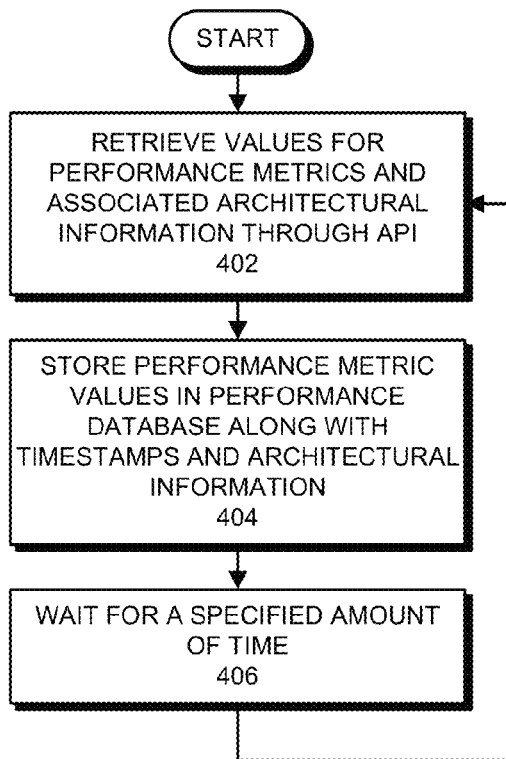 START
RETRIEVE VALUES FOR
PERFORMANCE METRICS AND
ASSOCIATED ARCHITECTURAL
INFORMATION THROUGH API
402
STORE PERFORMANCE METRIC
VALUES IN PERFORMANCE
DATABASE ALONG WITH
TIMESTAMPS AND ARCHITECTURAL
INFORMATION
404
WAIT FOR A SPECIFIED AMOUNT
OF TIME
406